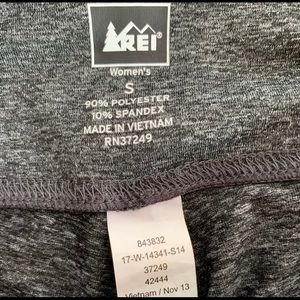 REI®
Women's
S
90% POLYESTER
10% SPANDEX
MADE IN VIETNAM
RN37249
843832
17-W-14341-S14
37249
42444
Vietnam / Nov 13